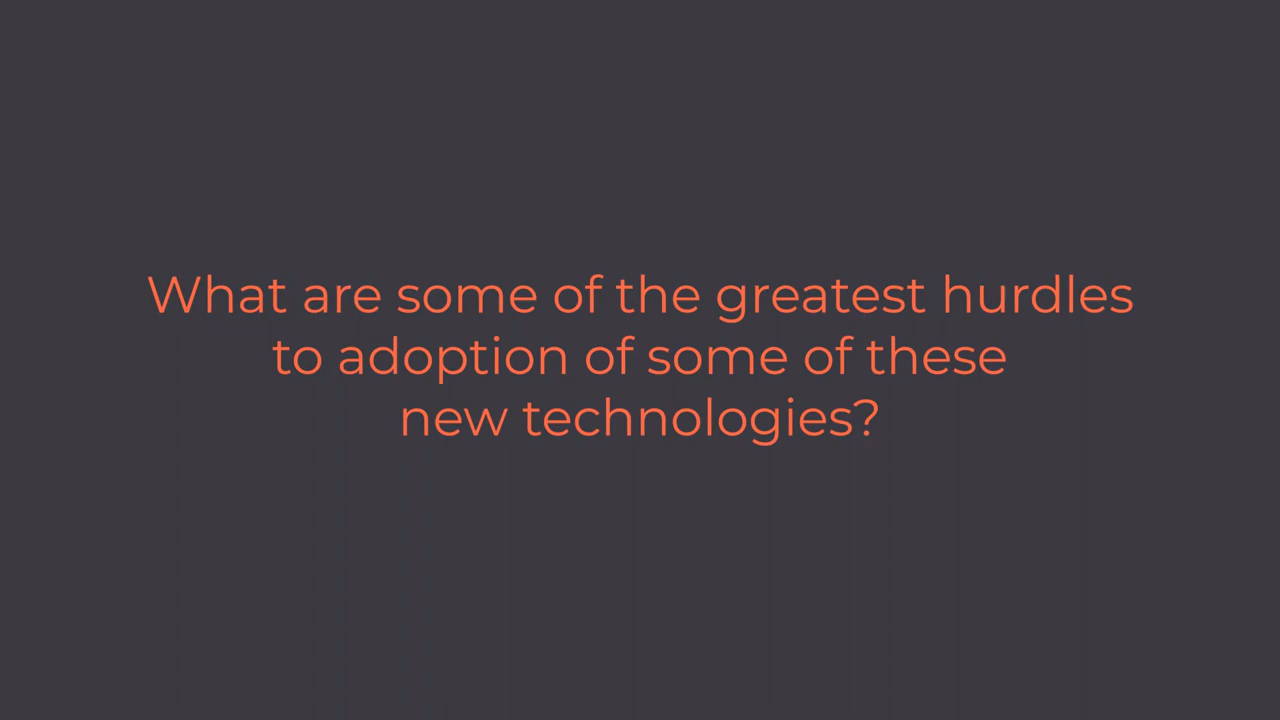 What are some of the greatest hurdles
to adoption of some of these
new technologies?